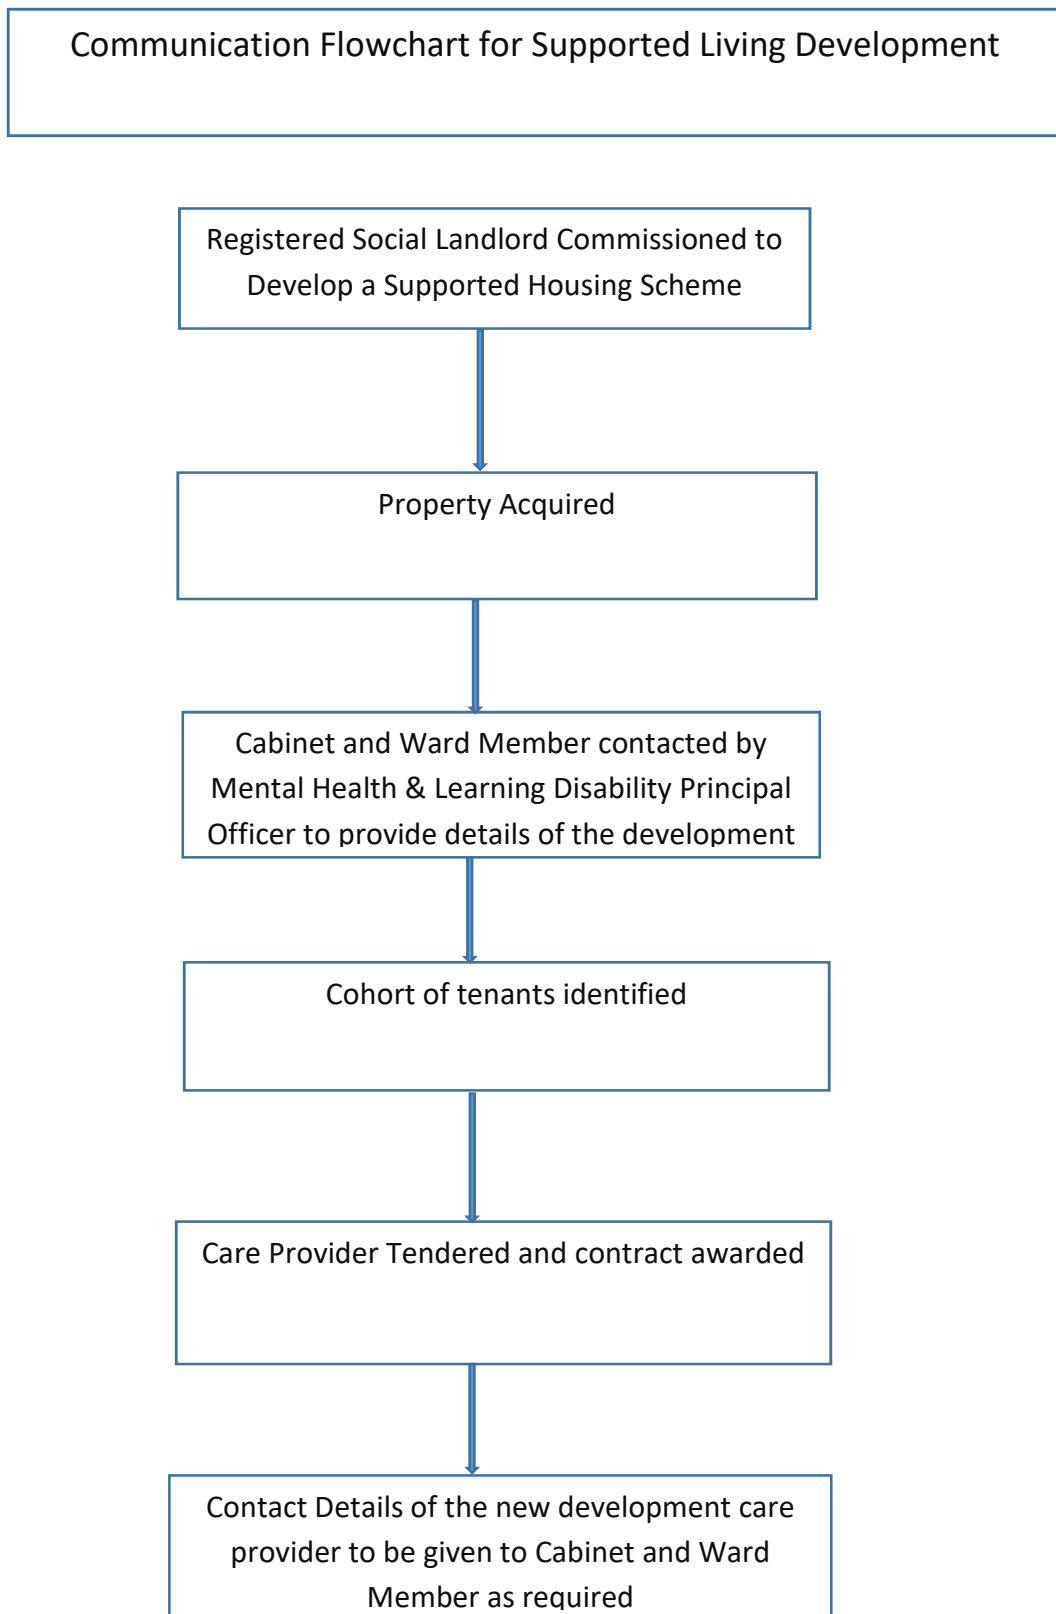 Communication Flowchart for Supported Living Development
Registered Social Landlord Commissioned to
Develop a Supported Housing Scheme
Property Acquired
Cabinet and Ward Member contacted by
Mental Health & Learning Disability Principal
Officer to provide details of the development
Cohort of tenants identified
Care Provider Tendered and contract awarded
Contact Details of the new development care
provider to be given to Cabinet and Ward
Member as required